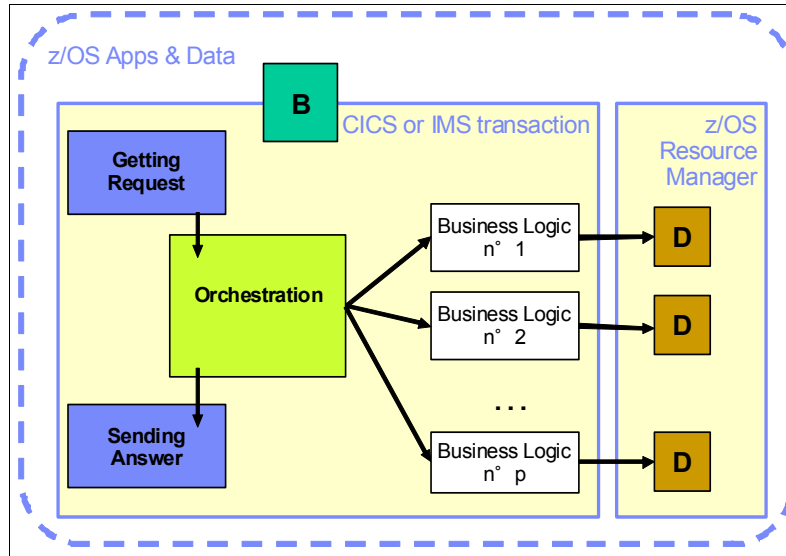 z/OS Apps & Data
B
CICS or IMS transaction
z/OS
Resource
Manager
Getting
Request
Orchestration
Sending
Answer
Business Logic
n° 1
Business Logic
n° 2
...
Business Logic
n° p
D
D
D